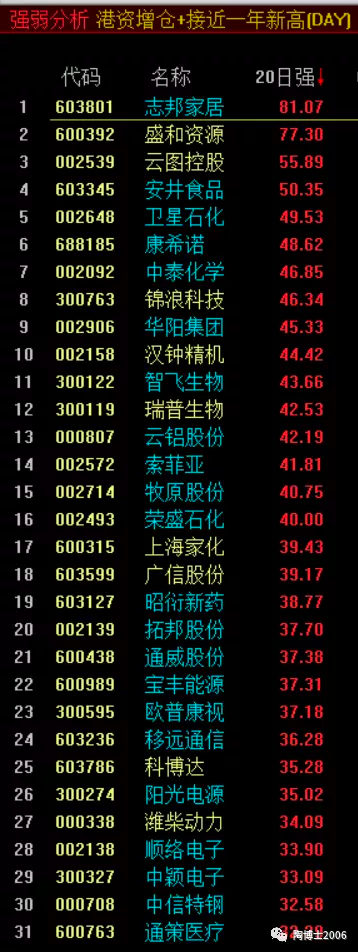 强弱分析 港资增仓+接近一年新高(DAY)
代码 名称 20日强↓
1 603801 志邦家居 81.07
2 600392 盛和资源 77.30
3 002539 云图控股 55.89
4 603345 安井食品 50.35
5 002648 卫星石化 49.53
6 688185 康希诺 48.62
7 002092 中泰化学 46.85
8 300763 锦浪科技 46.34
9 002906 华阳集团 45.33
10 002158 汉钟精机 44.42
11 300122 智飞生物 43.66
12 300119 瑞普生物 42.53
13 000807 云铝股份 42.19
14 002572 索菲亚 41.81
15 002714 牧原股份 40.75
16 002493 荣盛石化 40.00
17 600315 上海家化 39.43
18 603599 广信股份 39.17
19 603127 昭衍新药 38.77
20 002139 拓邦股份 37.70
21 600438 通威股份 37.38
22 600989 宝丰能源 37.31
23 300595 欧普康视 37.18
24 603236 移远通信 36.28
25 603786 科博达 35.28
26 300274 阳光电源 35.02
27 000338 潍柴动力 34.09
28 002138 顺络电子 33.90
29 300327 中颖电子 33.09
30 000708 中信特钢 32.58
31 600763 通策医疗
陶博士2006